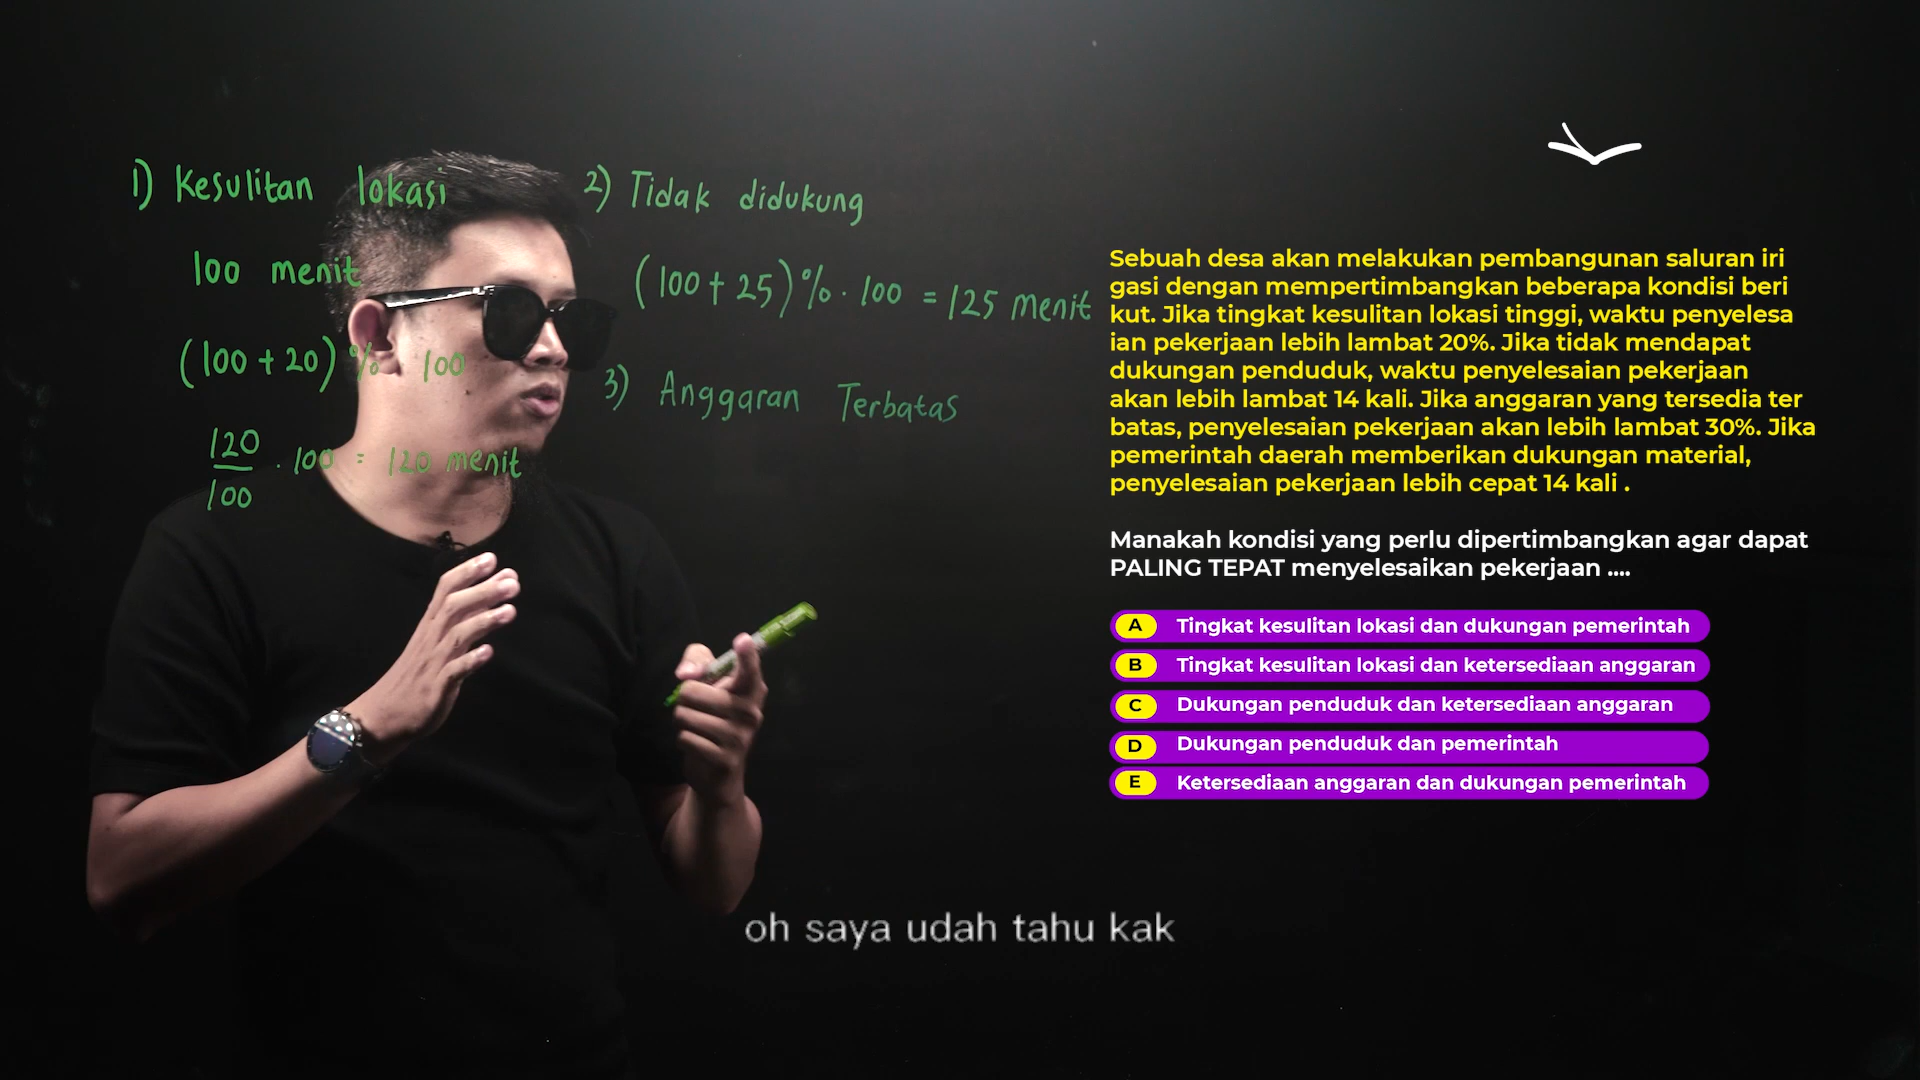 1) Kesulitan lokasi
100 menit
(100 + 20) % 100
120
100
. 100 = 120 menit
2) Tidak didukung
(100 + 25) % . 100 = 125 menit
3) Anggaran Terbatas
Sebuah desa akan melakukan pembangunan saluran iri
gasi dengan mempertimbangkan beberapa kondisi beri
kut. Jika tingkat kesulitan lokasi tinggi, waktu penyelesa
ian pekerjaan lebih lambat 20%. Jika tidak mendapat
dukungan penduduk, waktu penyelesaian pekerjaan
akan lebih lambat 14 kali. Jika anggaran yang tersedia ter
batas, penyelesaian pekerjaan akan lebih lambat 30%. Jika
pemerintah daerah memberikan dukungan material,
penyelesaian pekerjaan lebih cepat 14 kali .
Manakah kondisi yang perlu dipertimbangkan agar dapat
PALING TEPAT menyelesaikan pekerjaan ....
A Tingkat kesulitan lokasi dan dukungan pemerintah
B Tingkat kesulitan lokasi dan ketersediaan anggaran
C Dukungan penduduk dan ketersediaan anggaran
D Dukungan penduduk dan pemerintah
E Ketersediaan anggaran dan dukungan pemerintah
oh saya udah tahu kak